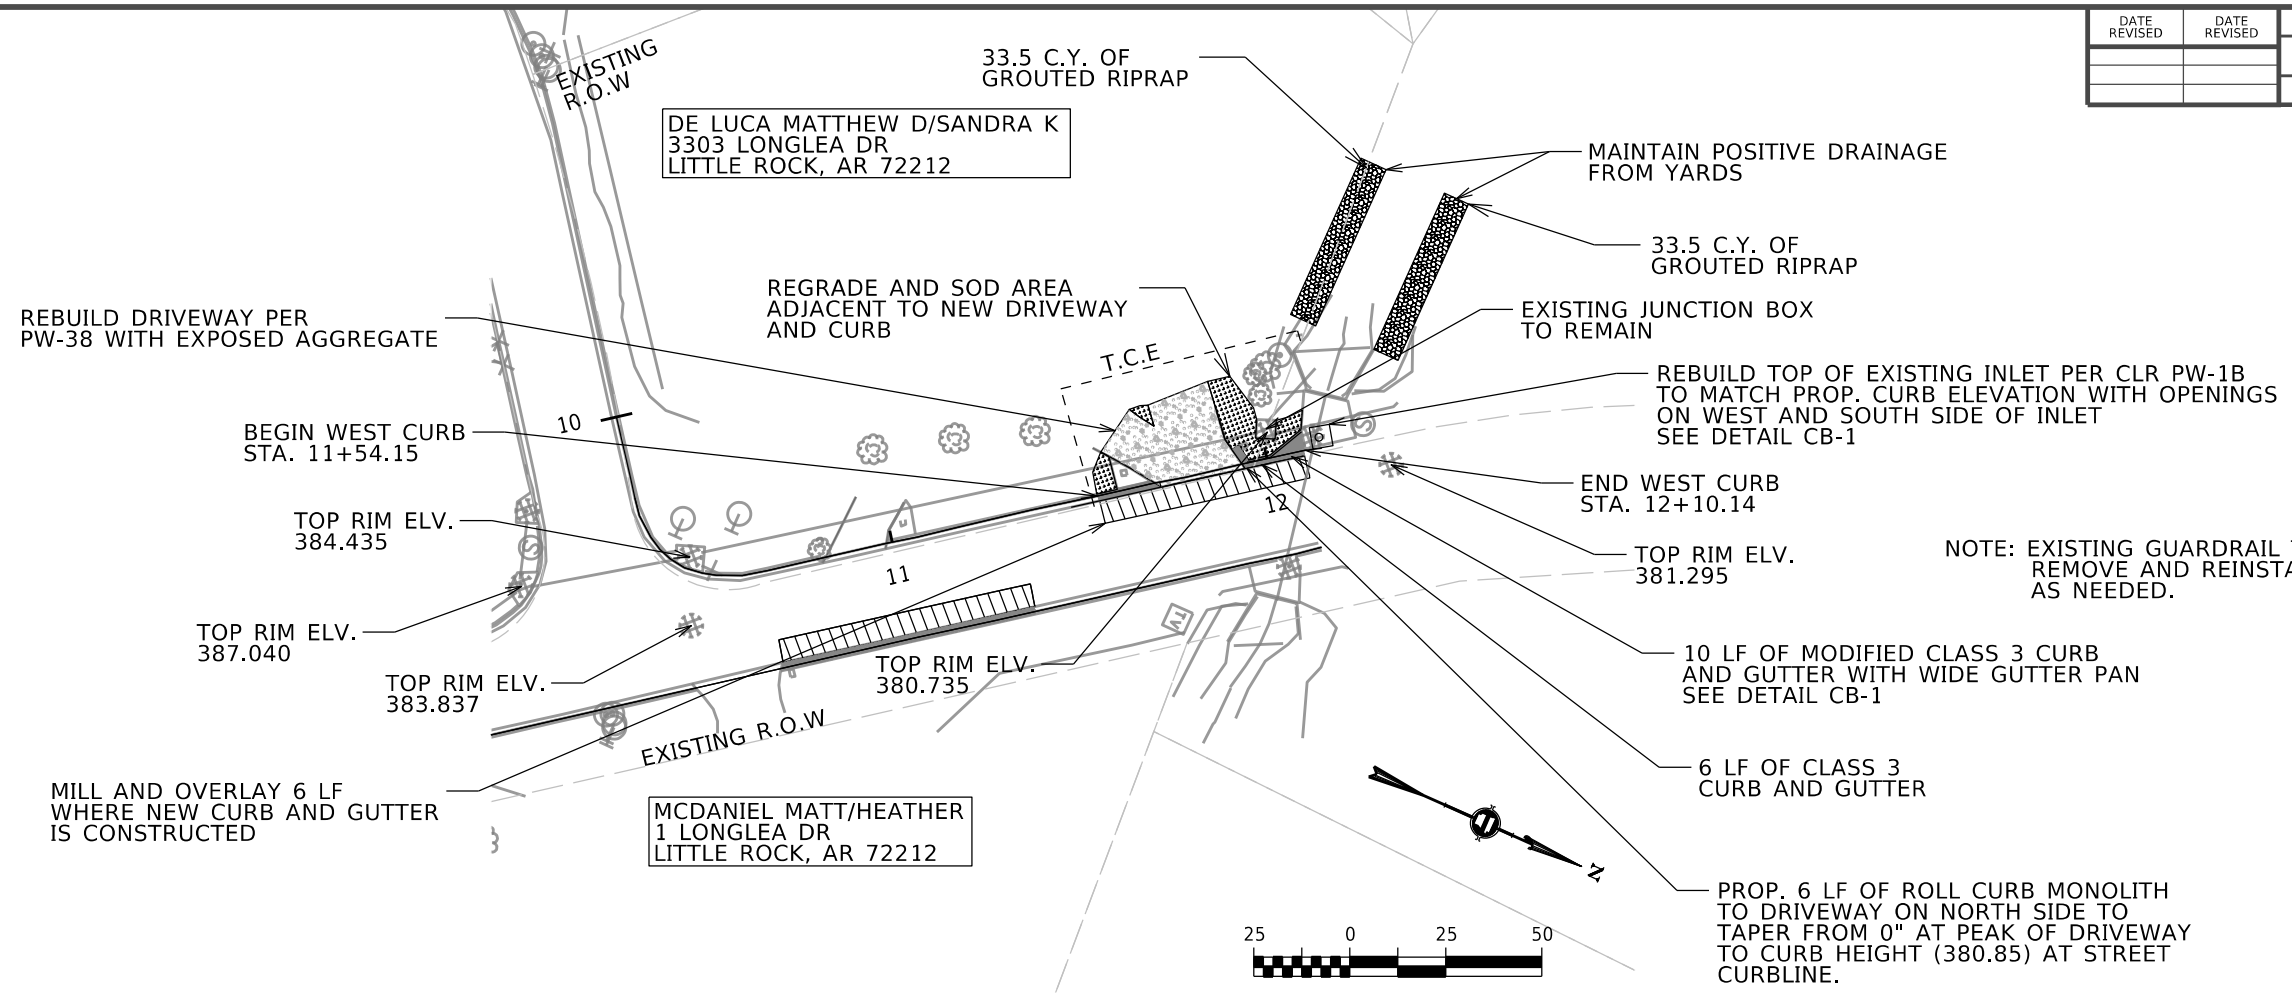 DATE
REVISED
DATE
REVISED
EXISTING
R.O.W
33.5 C.Y. OF
GROUTED RIPRAP
DE LUCA MATTHEW D/SANDRA K
3303 LONGLEA DR
LITTLE ROCK, AR 72212
MAINTAIN POSITIVE DRAINAGE
FROM YARDS
33.5 C.Y. OF
GROUTED RIPRAP
REGRADE AND SOD AREA
ADJACENT TO NEW DRIVEWAY
AND CURB
EXISTING JUNCTION BOX
TO REMAIN
REBUILD DRIVEWAY PER
PW-38 WITH EXPOSED AGGREGATE
T.C.E
REBUILD TOP OF EXISTING INLET PER CLR PW-1B
TO MATCH PROP. CURB ELEVATION WITH OPENINGS
ON WEST AND SOUTH SIDE OF INLET
SEE DETAIL CB-1
10
BEGIN WEST CURB
STA. 11+54.15
S
END WEST CURB
STA. 12+10.14
12
TOP RIM ELV.
384.435
S
11
TOP RIM ELV.
381.295
NOTE: EXISTING GUARDRAIL
REMOVE AND REINSTA
AS NEEDED.
TOP RIM ELV.
387.040
TV
TOP RIM ELV.
383.837
TOP RIM ELV.
380.735
10 LF OF MODIFIED CLASS 3 CURB
AND GUTTER WITH WIDE GUTTER PAN
SEE DETAIL CB-1
EXISTING R.O.W
6 LF OF CLASS 3
CURB AND GUTTER
MILL AND OVERLAY 6 LF
WHERE NEW CURB AND GUTTER
IS CONSTRUCTED
MCDANIEL MATT/HEATHER
1 LONGLEA DR
LITTLE ROCK, AR 72212
N
PROP. 6 LF OF ROLL CURB MONOLITH
TO DRIVEWAY ON NORTH SIDE TO
TAPER FROM 0" AT PEAK OF DRIVEWAY
TO CURB HEIGHT (380.85) AT STREET
CURBLINE.
25 0 25 50